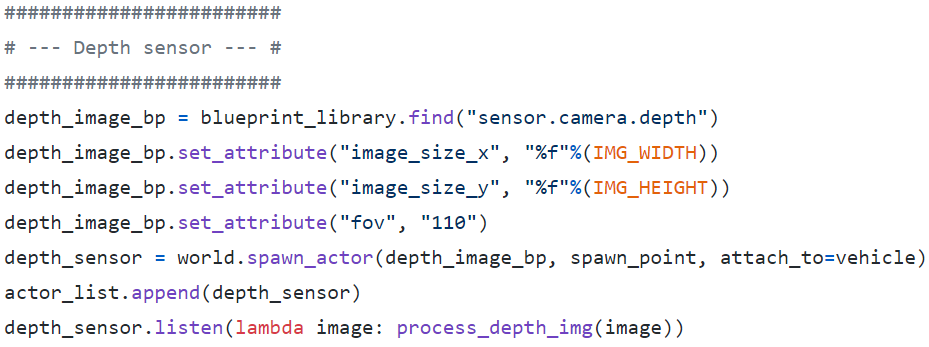 ########################
# --- Depth sensor --- #
########################
depth_image_bp = blueprint_library.find("sensor.camera.depth")
depth_image_bp.set_attribute("image_size_x", "%f"%(IMG_WIDTH))
depth_image_bp.set_attribute("image_size_y", "%f"%(IMG_HEIGHT))
depth_image_bp.set_attribute("fov", "110")
depth_sensor = world.spawn_actor(depth_image_bp, spawn_point, attach_to=vehicle)
actor_list.append(depth_sensor)
depth_sensor.listen(lambda image: process_depth_img(image))